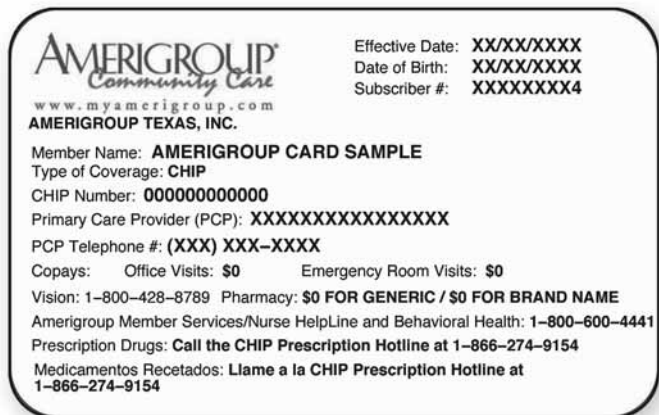 AMERIGROUP®
Community Care
www.myamerigroup.com
AMERIGROUP TEXAS, INC.
Effective Date: XX/XX/XXXX
Date of Birth: XX/XX/XXXX
Subscriber #: XXXXXXXX4
Member Name: AMERIGROUP CARD SAMPLE
Type of Coverage: CHIP
CHIP Number: 000000000000
Primary Care Provider (PCP): XXXXXXXXXXXXXXXX
PCP Telephone #: (XXX) XXX–XXXX
Copays: Office Visits: $0 Emergency Room Visits: $0
Vision: 1–800–428–8789 Pharmacy: $0 FOR GENERIC / $0 FOR BRAND NAME
Amerigroup Member Services/Nurse HelpLine and Behavioral Health: 1–800–600–4441
Prescription Drugs: Call the CHIP Prescription Hotline at 1–866–274–9154
Medicamentos Recetados: Llame a la CHIP Prescription Hotline at
1–866–274–9154